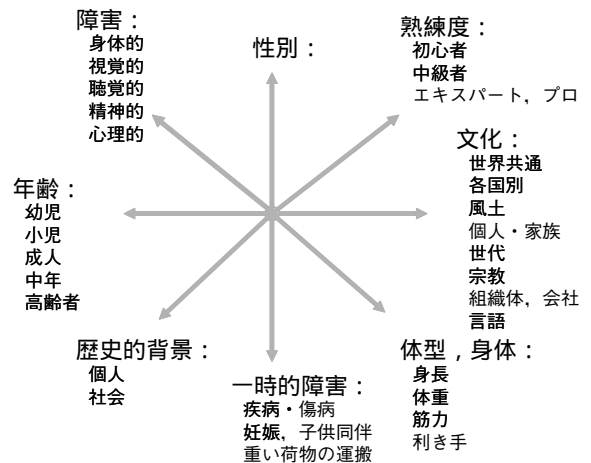 障害：
身体的
視覚的
聴覚的
精神的
心理的
性別：
熟練度：
初心者
中級者
エキスパート，プロ
文化：
世界共通
各国別
風土
個人・家族
世代
宗教
組織体，会社
言語
年齢：
幼児
小児
成人
中年
高齢者
歴史的背景：
個人
社会
一時的障害：
疾病・傷病
妊娠，子供同伴
重い荷物の運搬
体型，身体：
身長
体重
筋力
利き手